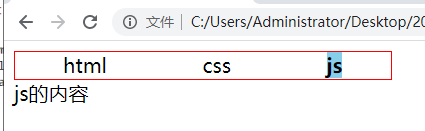 文件 C:/Users/Administrator/Desktop/20
html css js
js的内容